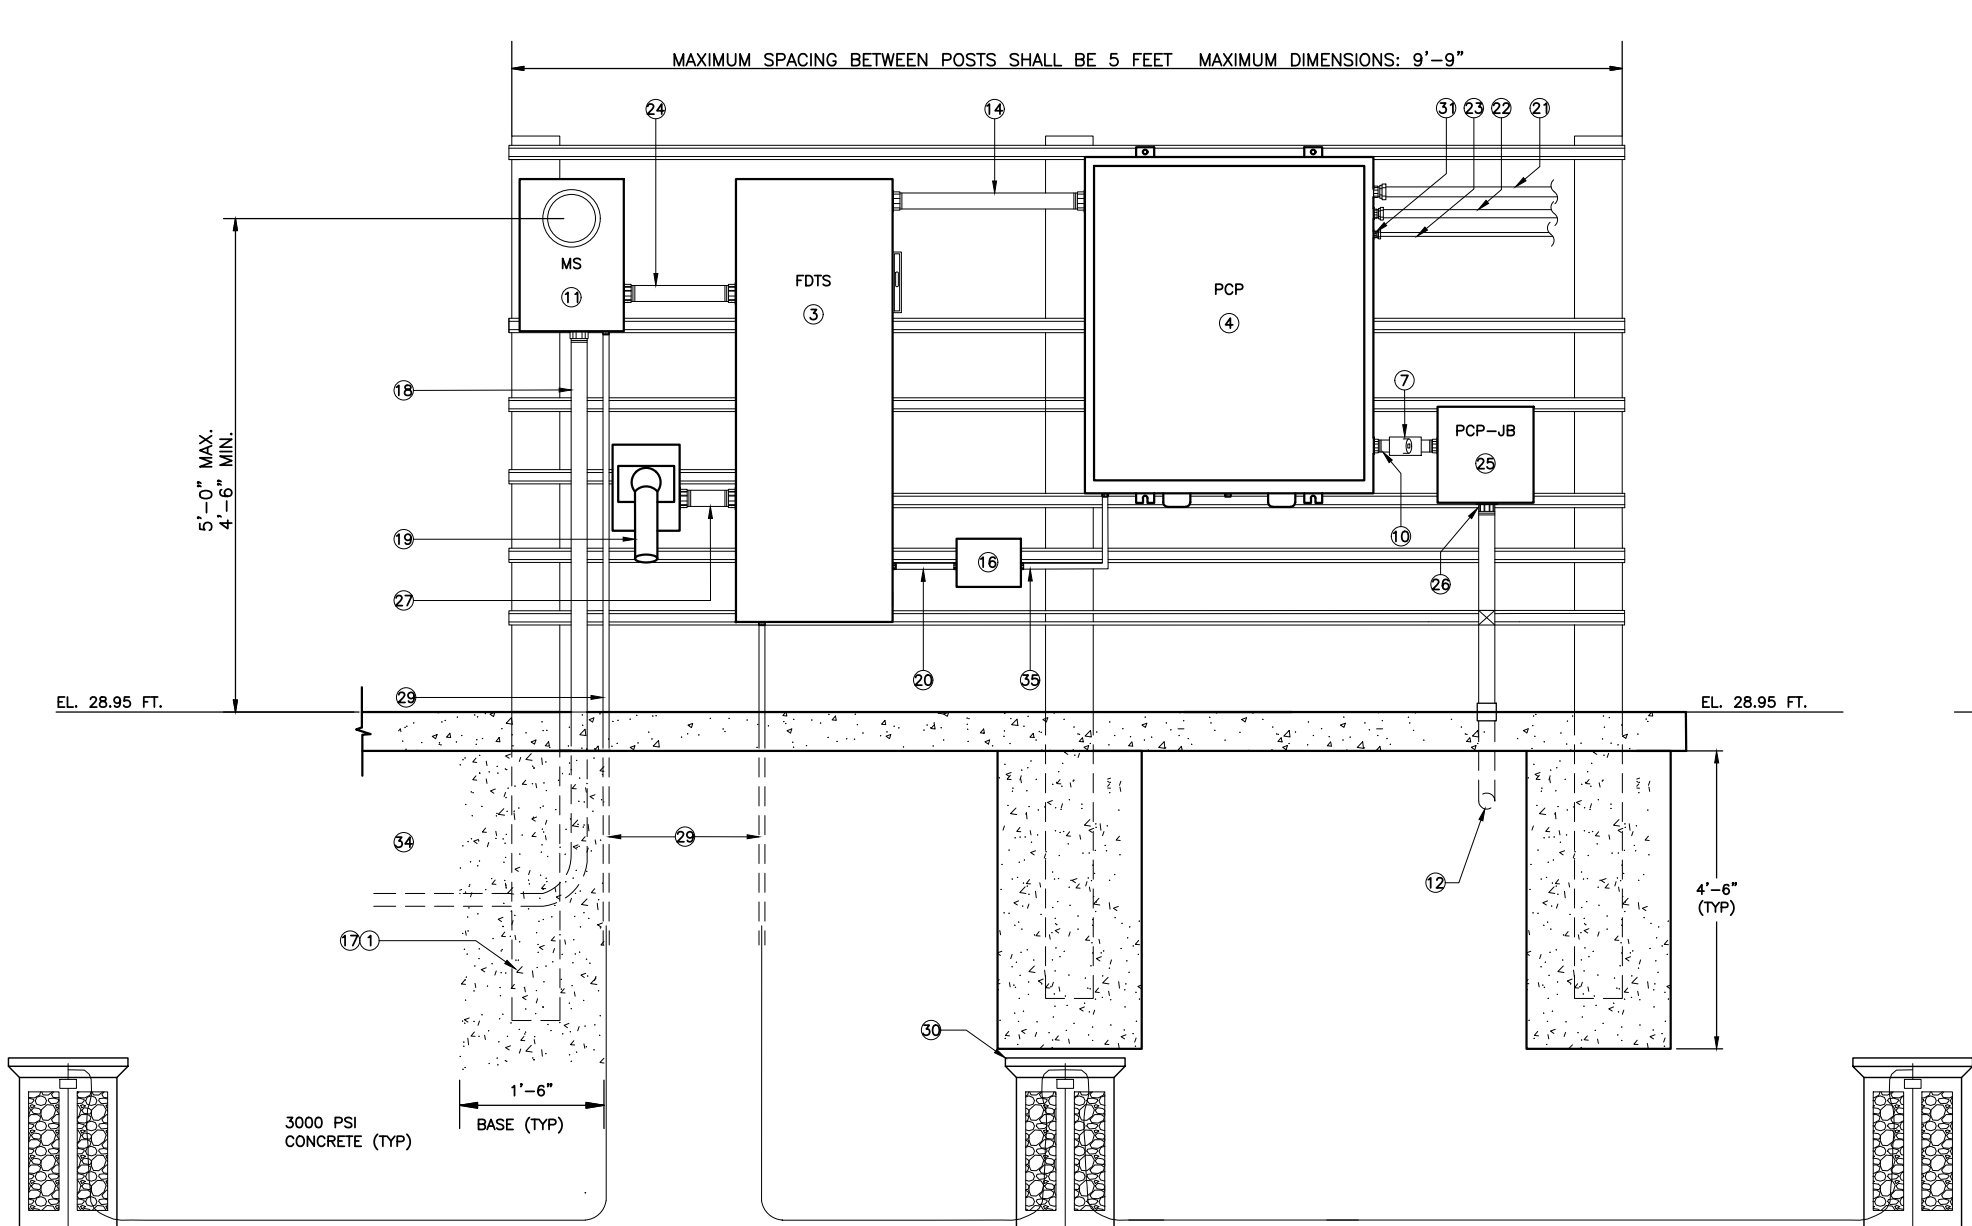 MAXIMUM SPACING BETWEEN POSTS SHALL BE 5 FEET MAXIMUM DIMENSIONS: 9'-9"
24
14
31
23
22
21
MS
11
FDTS
3
PCP
4
18
7
PCP-JB
25
5'-0" MAX.
4'-6" MIN.
19
10
16
26
27
20
35
29
EL. 28.95 FT.
EL. 28.95 FT.
34
29
12
4'-6"
(TYP)
17 1
30
1'-6"
BASE (TYP)
3000 PSI
CONCRETE (TYP)